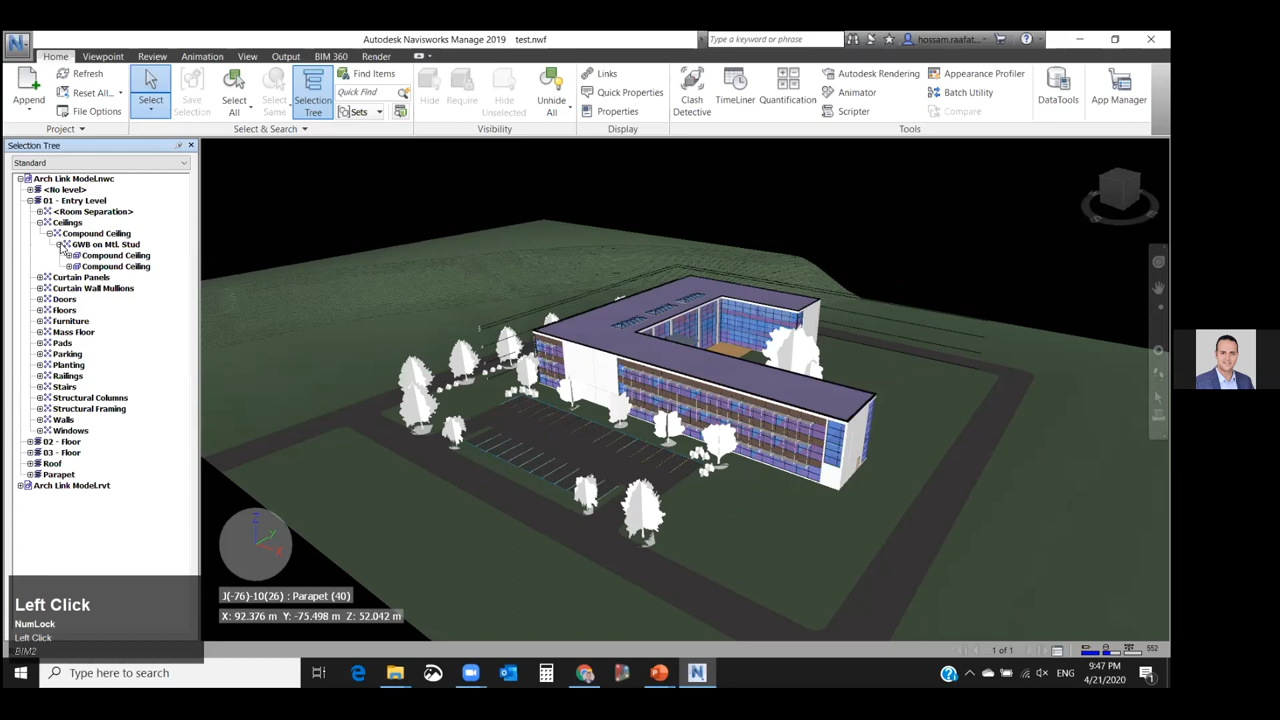 Autodesk Navisworks Manage 2019 test.nwf
Type a keyword or phrase
hossam.raafat...
Home Viewpoint Review Animation View Output BIM 360 Render
Append
Refresh
Reset All...
File Options
Project
Select
Save Selection
Select All
Select Same
Selection Tree
Find Items
Quick Find
Sets
Select & Search
Hide
Require
Hide Unselected
Unhide All
Visibility
Links
Quick Properties
Properties
Display
Clash Detective
TimeLiner
Quantification
Autodesk Rendering
Animator
Scripter
Appearance Profiler
Batch Utility
Compare
Tools
DataTools
App Manager
Selection Tree
Standard
Arch Link Model.nwc
<No level>
01 - Entry Level
<Room Separation>
Ceilings
Compound Ceiling
GWB on Mtl. Stud
Compound Ceiling
Compound Ceiling
Curtain Panels
Curtain Wall Mullions
Doors
Floors
Furniture
Mass Floor
Pads
Parking
Planting
Railings
Stairs
Structural Columns
Structural Framing
Walls
Windows
02 - Floor
03 - Floor
Roof
Parapet
Arch Link Model.rvt
Z
Y
X
J(-76)-10(26) : Parapet (40)
X: 92.376 m Y: -75.498 m Z: 52.042 m
Left Click
NumLock
Left Click
BIM2
1 of 1
552
Type here to search
ENG
9:47 PM
4/21/2020